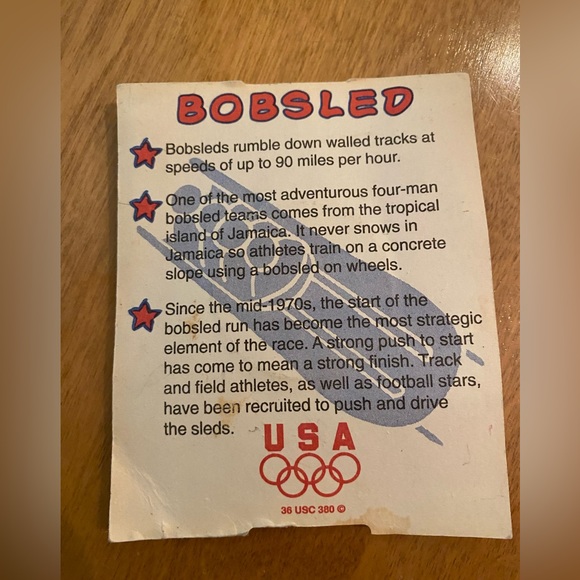 BOBSLED
Bobsleds rumble down walled tracks at
speeds of up to 90 miles per hour.
One of the most adventurous four-man
bobsled teams comes from the tropical
island of Jamaica. It never snows in
Jamaica so athletes train on a concrete
slope using a bobsled on wheels.
Since the mid-1970s, the start of the
bobsled run has become the most strategic
element of the race. A strong push to start
has come to mean a strong finish. Track
and field athletes, as well as football stars,
have been recruited to push and drive
the sleds.
USA
36 USC 380 ©